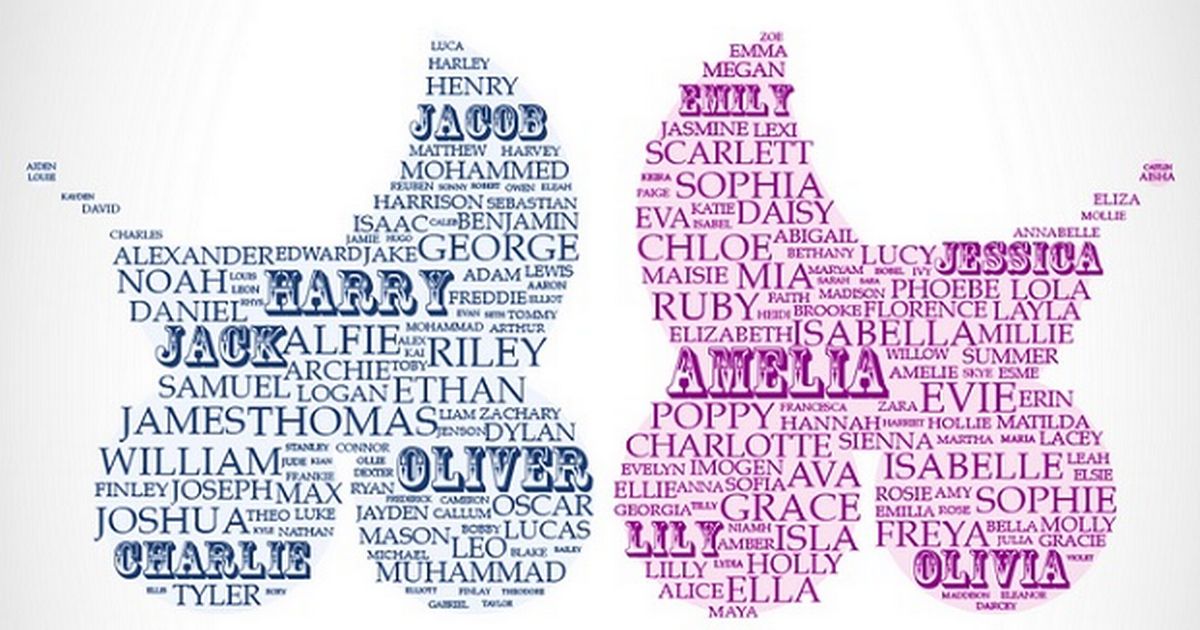 LUCA
HARLEY
HENRY
JACOB
MATTHEW HARVEY
MOHAMMED
REUBEN SONNY ROBERT OWEN ELIJAH
HARRISON SEBASTIAN
ISAAC CALEB BENJAMIN
JAMIE HUGO GEORGE
AIDEN
LOUIE
KAYDEN
DAVID
CHARLES
ALEXANDER EDWARD JAKE
NOAH LOUIS LEON HARRY ADAM LEWIS
AARON
DANIEL RHYS FREDDIE ELLIOT
EVAN SETH TOMMY
JACK ALFIE ALEX KAI MOHAMMAD ARTHUR
RILEY
ARCHIE TOBY
SAMUEL LOGAN ETHAN
JAMES THOMAS LIAM ZACHARY
JENSON DYLAN
WILLIAM STANLEY CONNOR
JUDE KIAN OLLIE OLIVER
FRANKIE DEXTER
FINLEY JOSEPH MAX RYAN
FREDERICK CAMERON OSCAR
JOSHUA THEO LUKE JAYDEN CALLUM
KYLE NATHAN MASON BOBBY LUCAS
CHARLIE MICHAEL LEO BLAKE BAILEY
MUHAMMAD
ELLIS TYLER RORY ELLIOTT FINLAY THEODORE
GABRIEL TAYLOR
ZOE
EMMA
MEGAN
EMILY
JASMINE LEXI
SCARLETT
KEIRA SOPHIA
PAIGE
EVA KATIE DAISY
ISABEL
CHLOE ABIGAIL
BETHANY LUCY JESSICA
CAITLIN
AISHA
ELIZA
MOLLIE
ANNABELLE
MAISIE MIA MARYAM ISOBEL IVY
SARAH SARA PHOEBE LOLA
RUBY FAITH MADISON
HEIDI BROOKE FLORENCE LAYLA
ELIZABETH ISABELLA MILLIE
AMELIA WILLOW SUMMER
AMELIE SKYE ESME
POPPY FRANCESCA ZARA EVIE ERIN
HANNAH HARRIET HOLLIE MATILDA
CHARLOTTE SIENNA MARTHA MARIA LACEY
EVELYN IMOGEN AVA ISABELLE LEAH
ELSIE
ELLIE ANNA SOFIA
ROSIE AMY SOPHIE
GEORGIA TILLY GRACE EMILIA ROSE
LILY NIAMH ISLA FREYA BELLA MOLLY
AMBER JULIA GRACIE
LILLY LYDIA HOLLY OLIVIA VIOLET
ALICE ELLA MADDISON ELEANOR
MAYA DARCEY